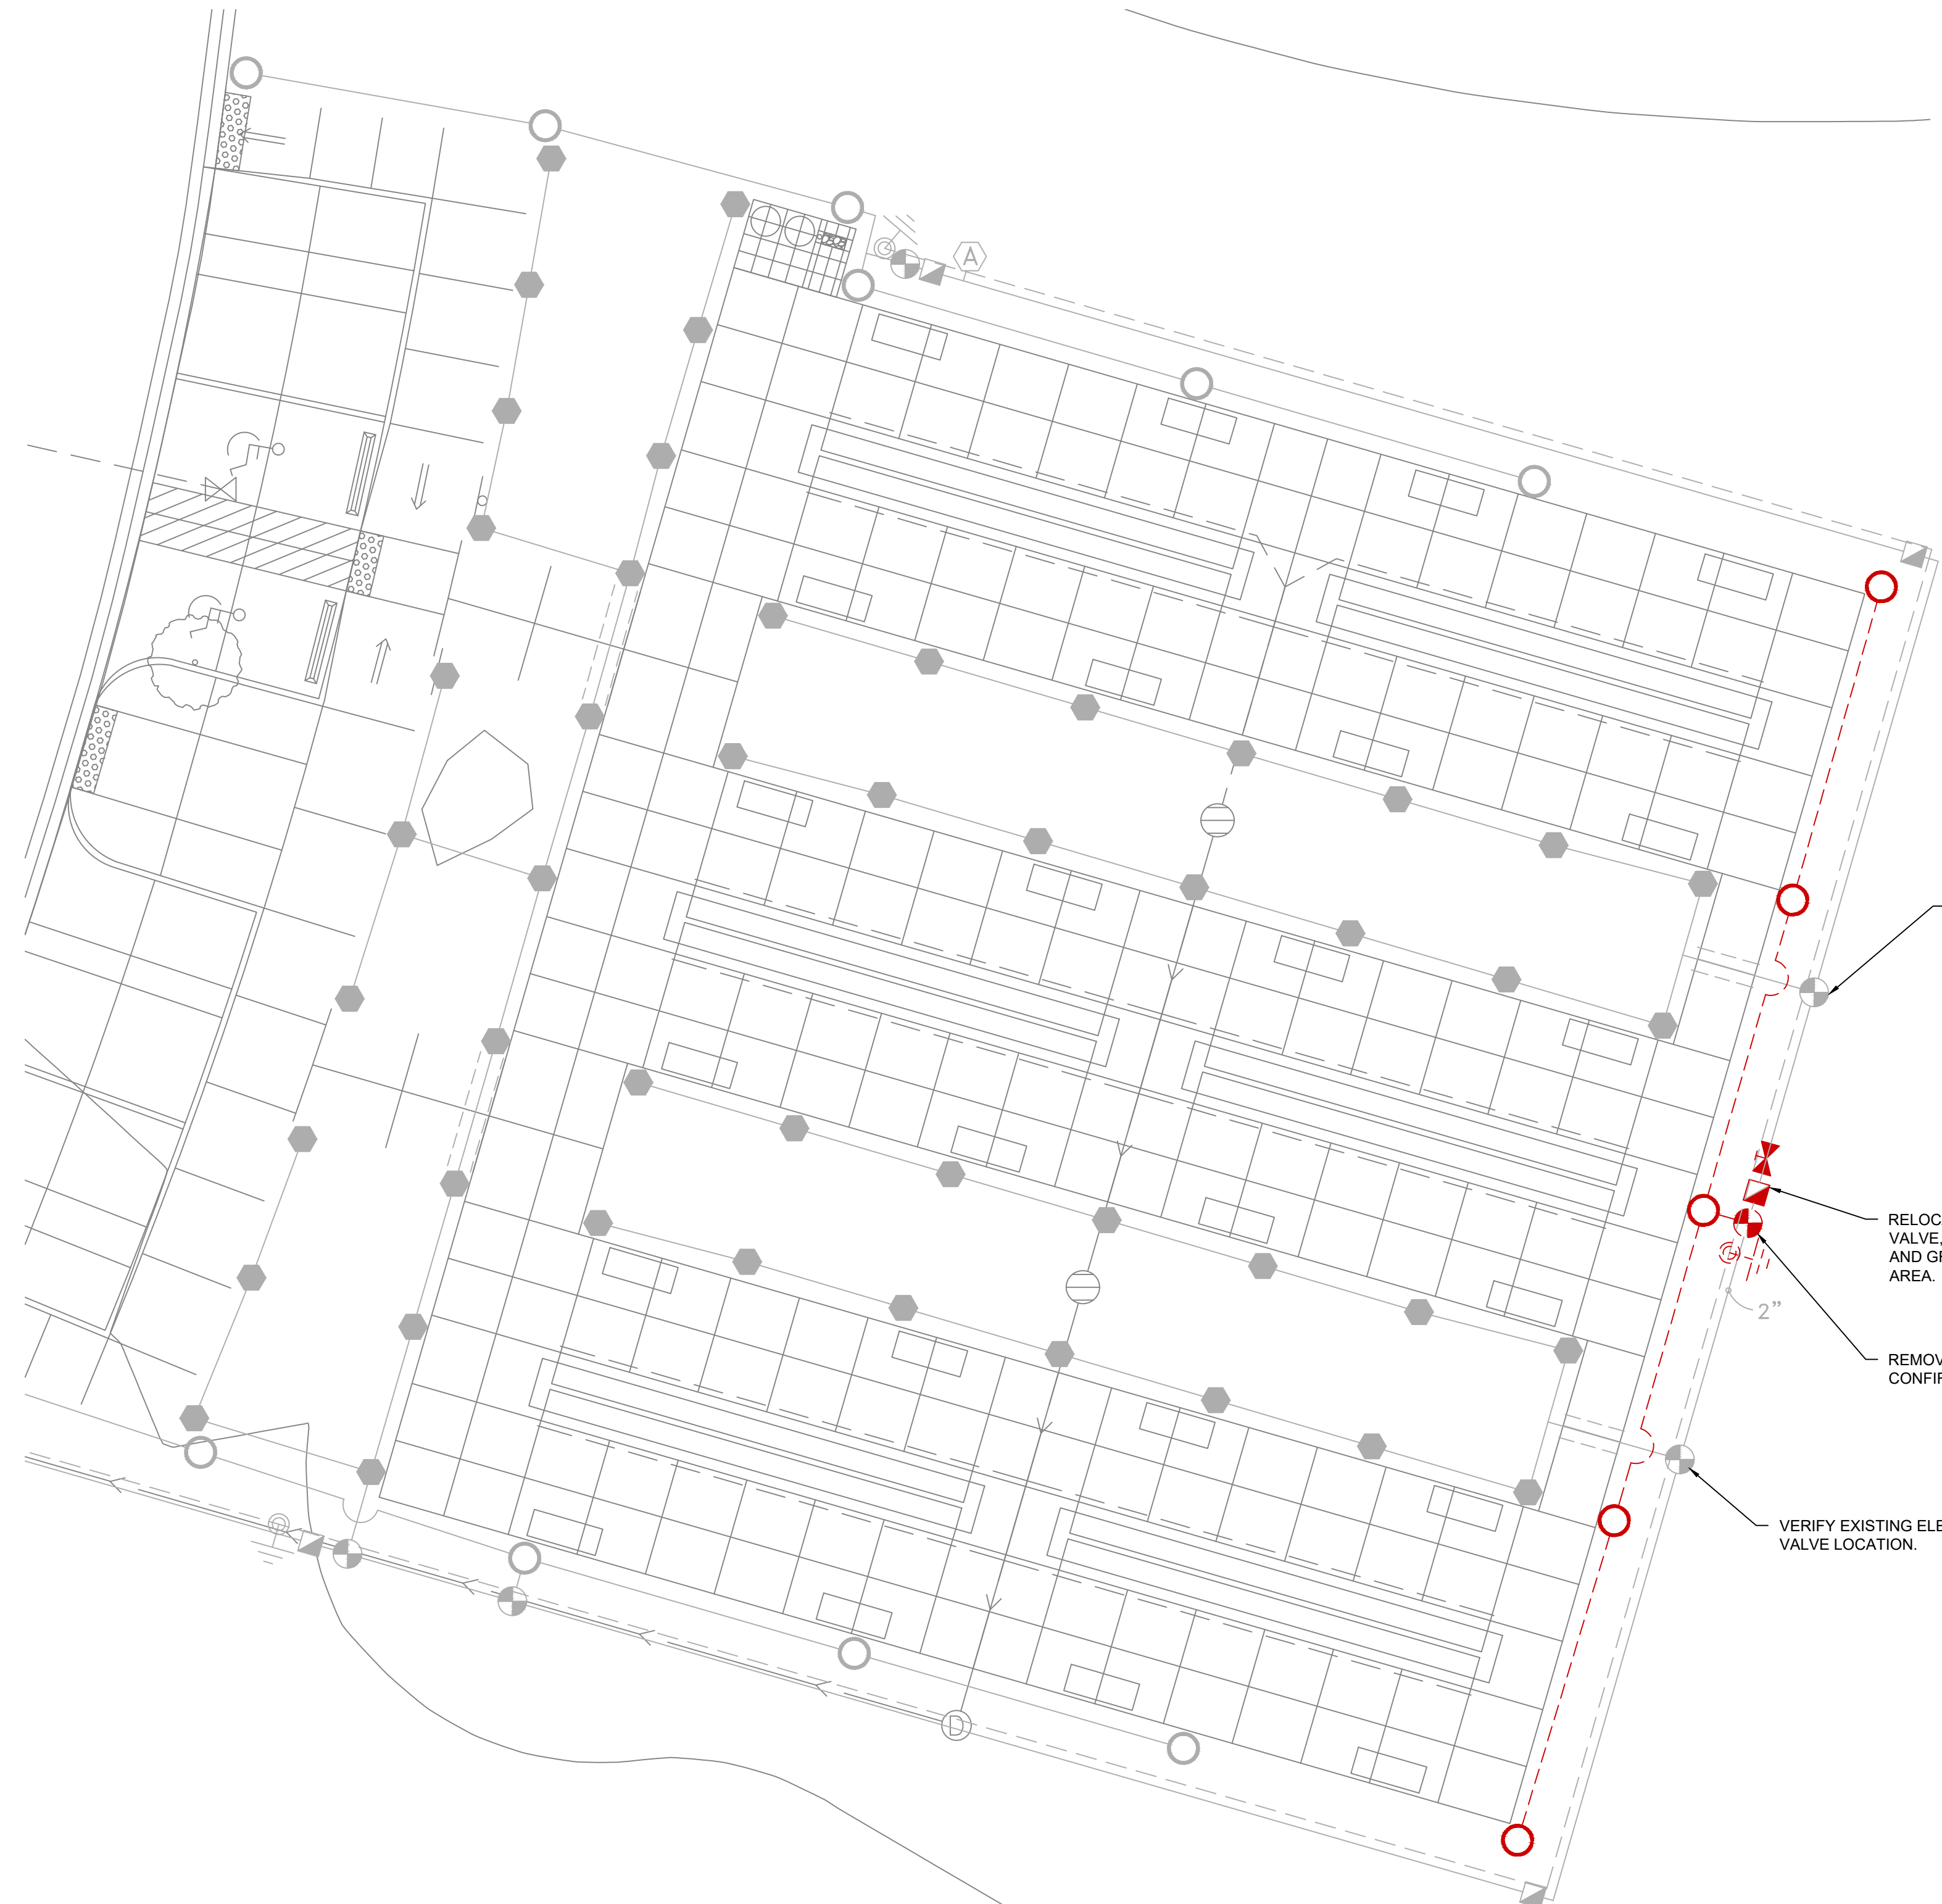 A
RELOC
VALVE,
AND GR
AREA.
2”
REMOV
CONFIR
VERIFY EXISTING ELE
VALVE LOCATION.
D